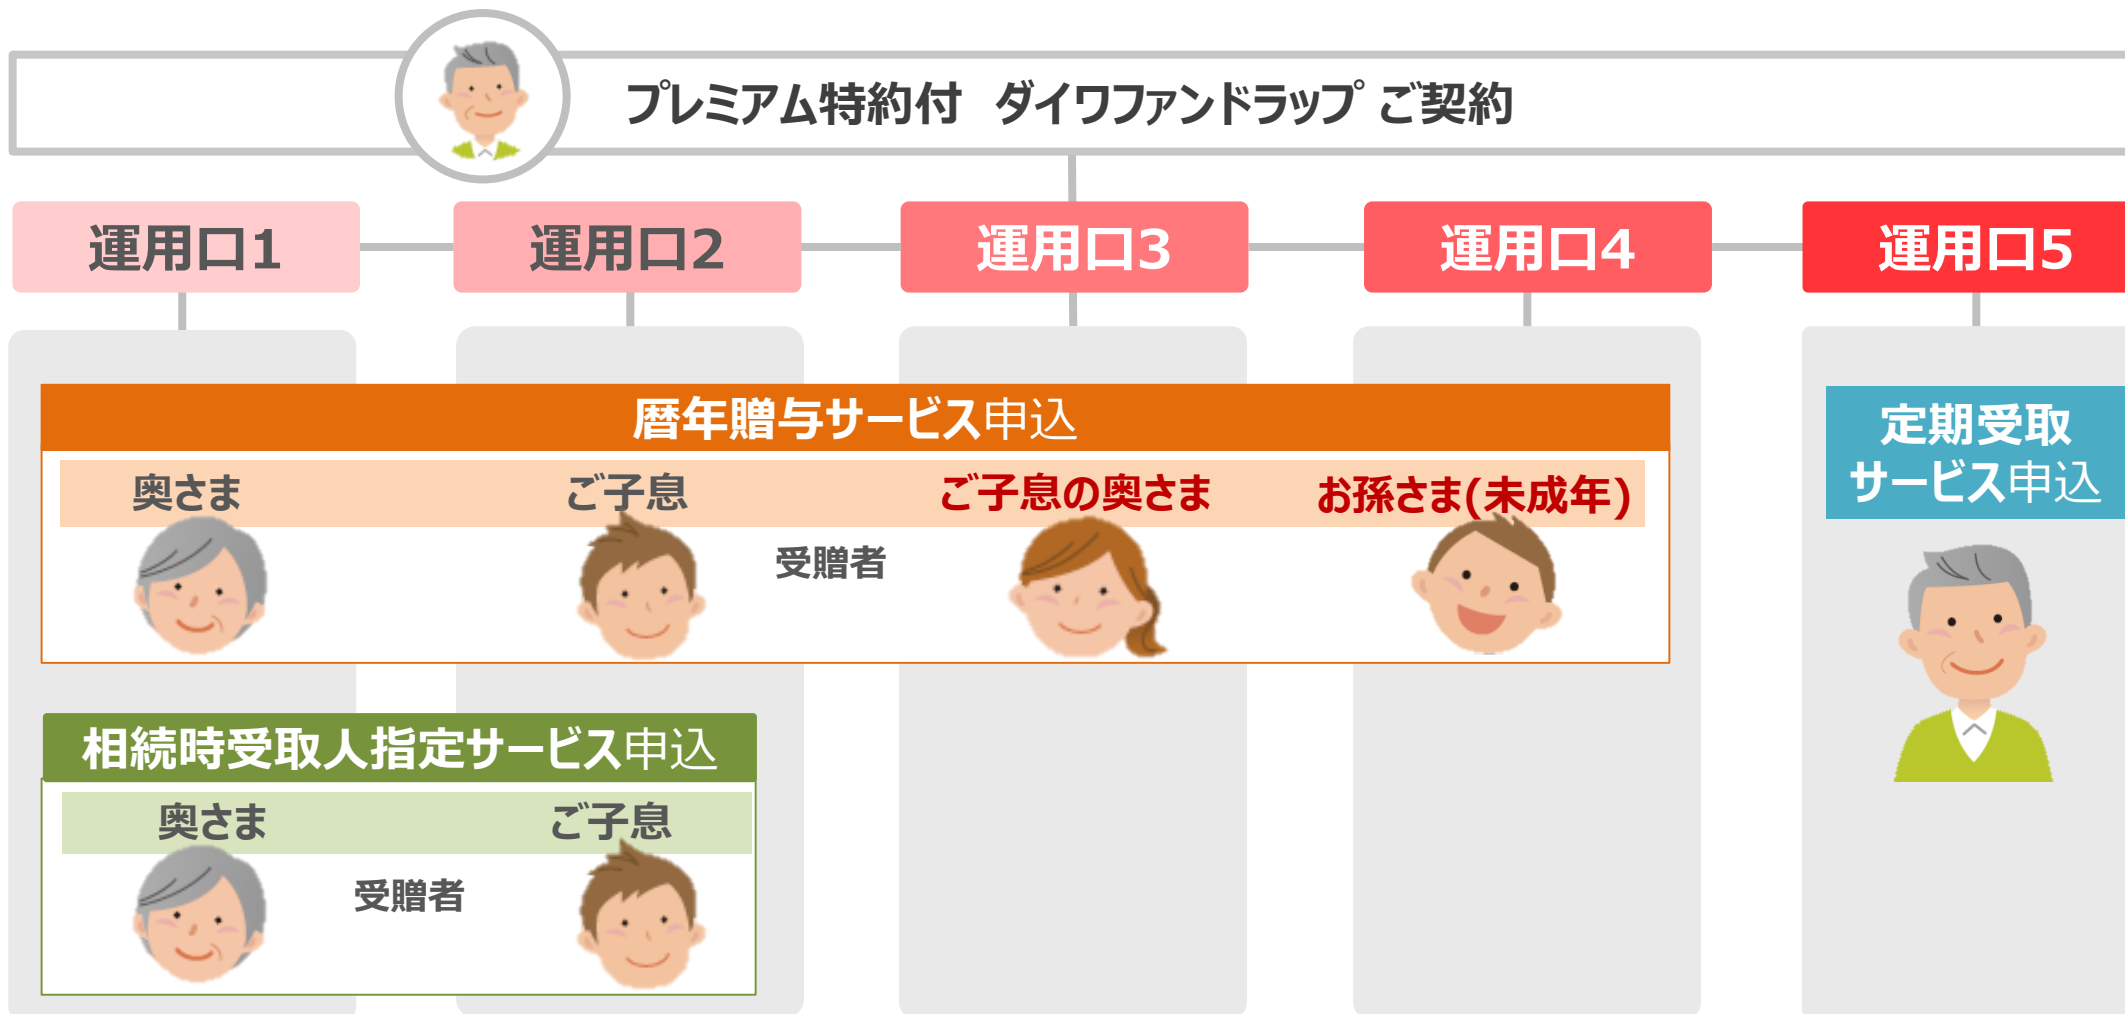 プレミアム特約付　ダイワファンドラップ ご契約
運用口1
運用口2
運用口3
運用口4
運用口5
暦年贈与サービス申込
奥さま
ご子息
ご子息の奥さま
お孫さま(未成年)
受贈者
相続時受取人指定サービス申込
奥さま
ご子息
受贈者
定期受取
サービス申込